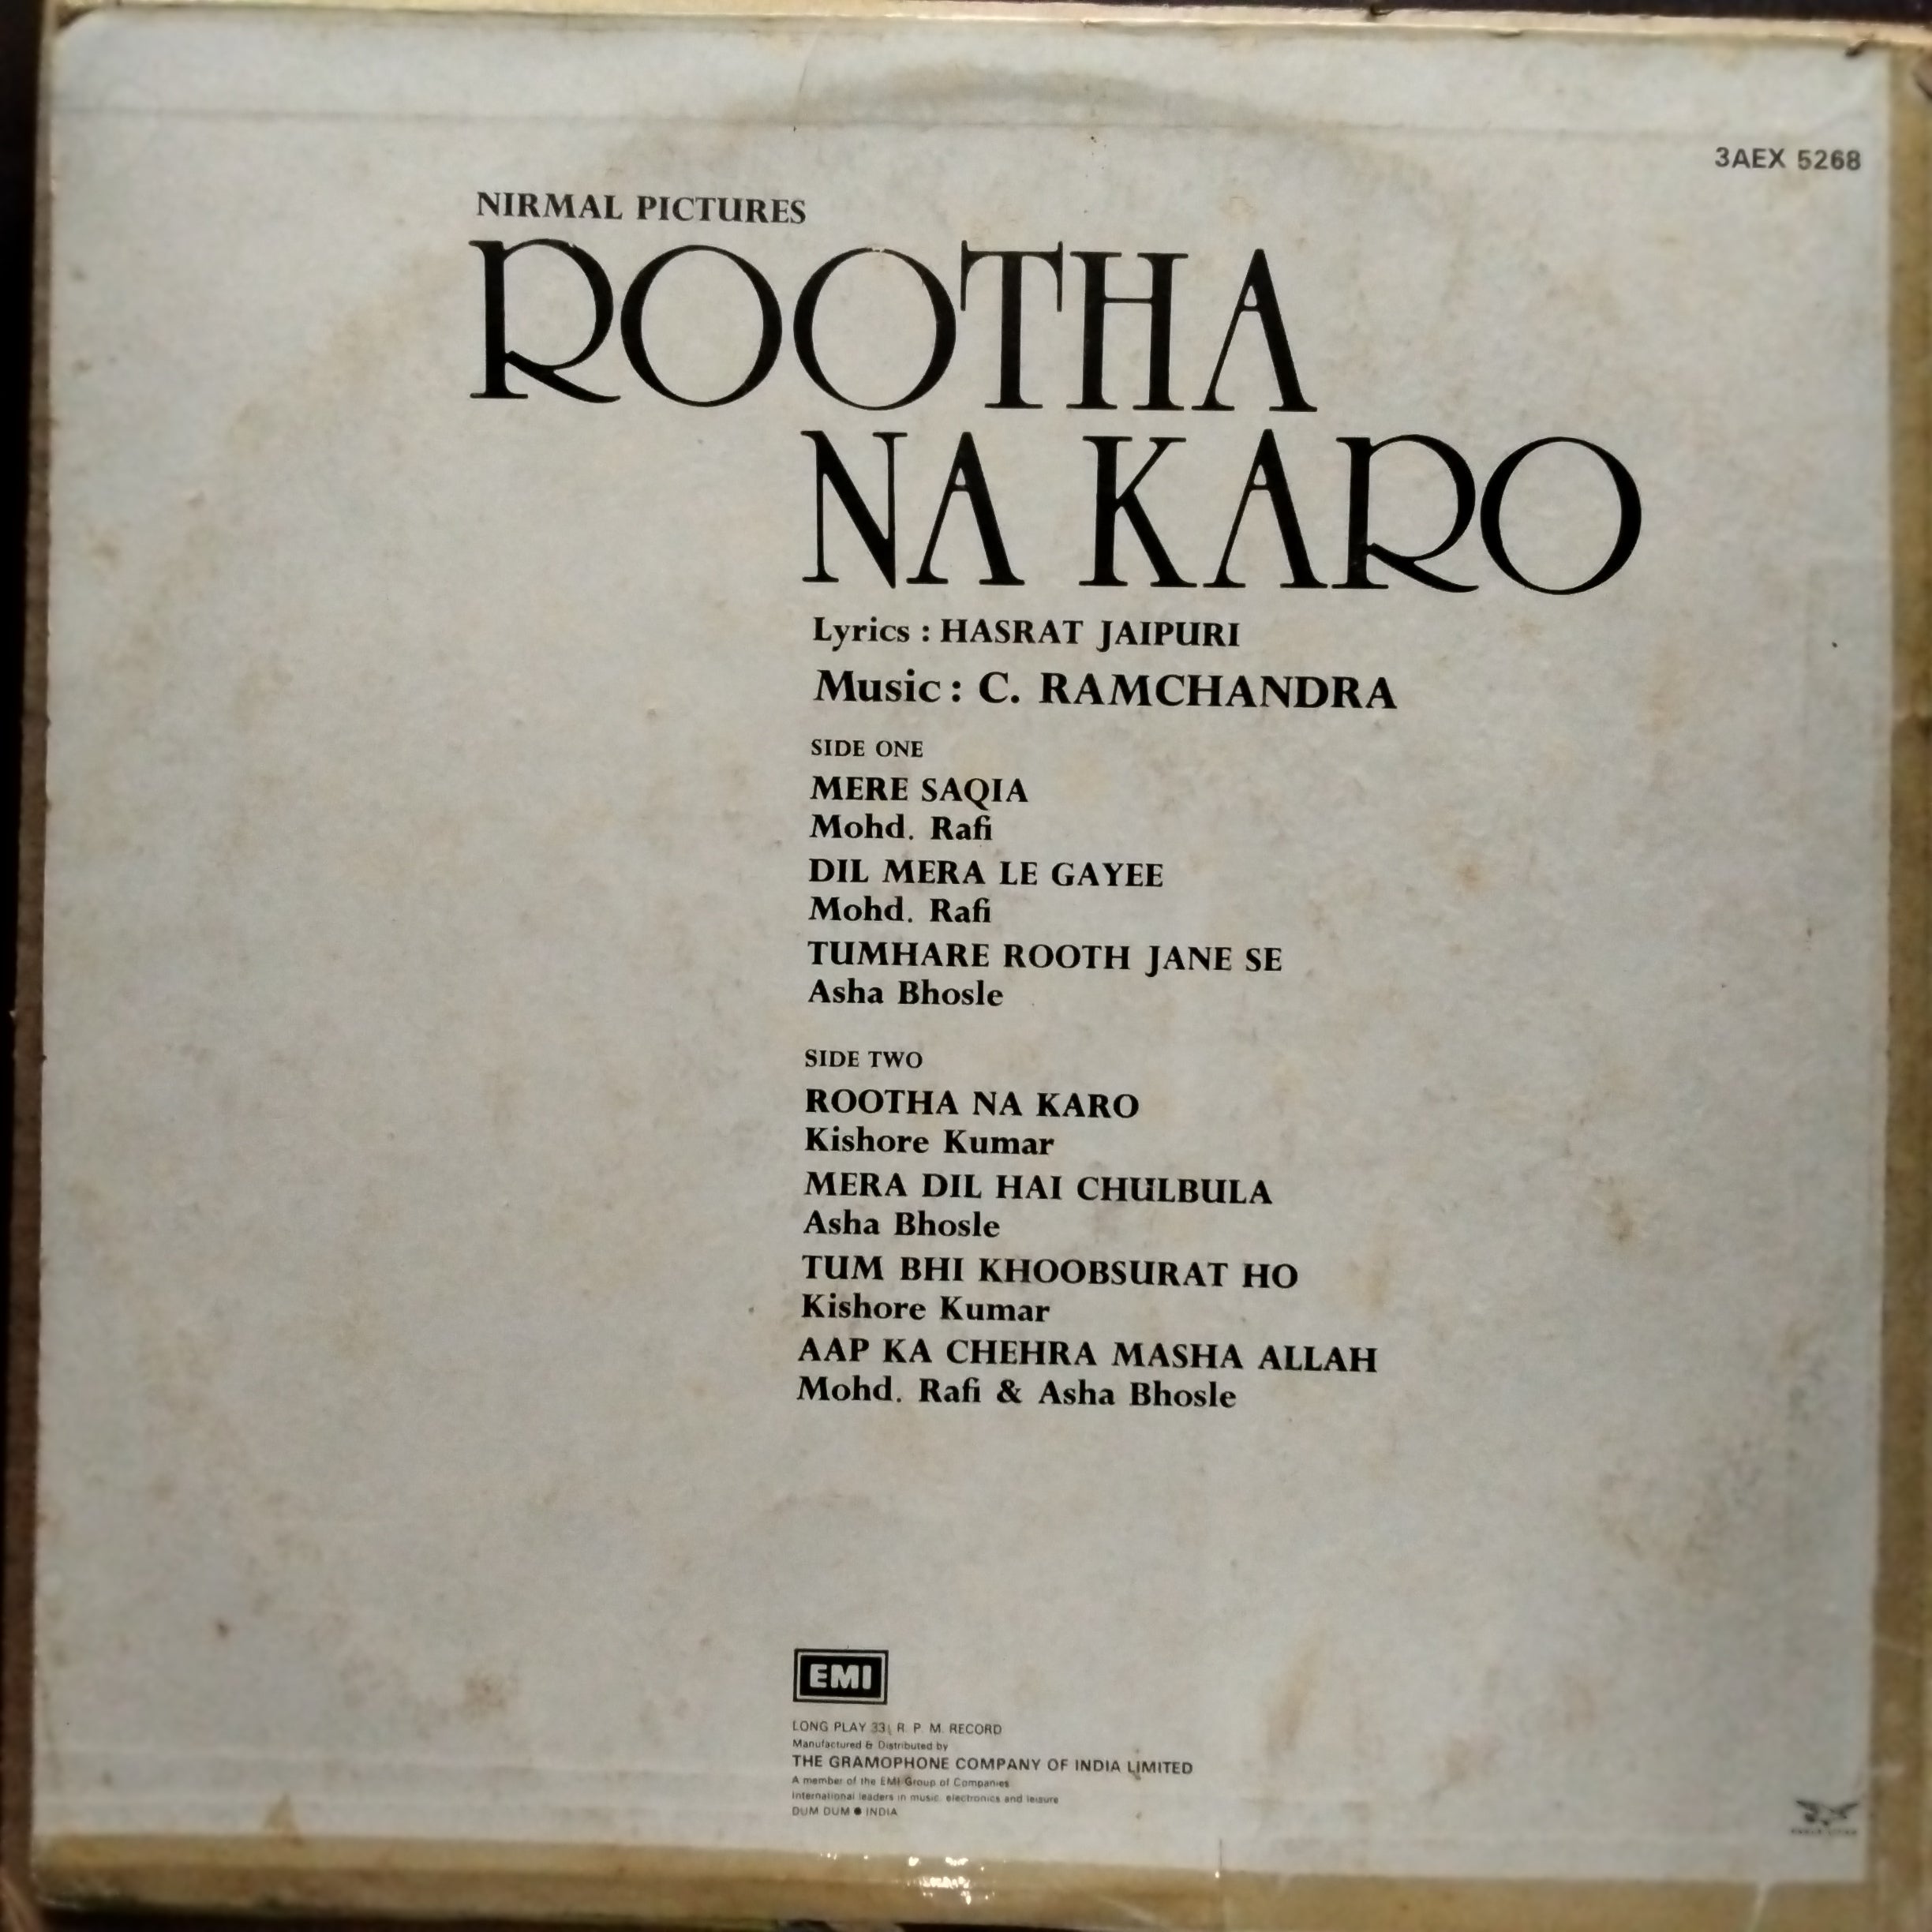 3AEX 5268
NIRMAL PICTURES
ROOTHA
NA KARO
Lyrics : HASRAT JAIPURI
Music : C. RAMCHANDRA
SIDE ONE
MERE SAQIA
Mohd. Rafi
DIL MERA LE GAYEE
Mohd. Rafi
TUMHARE ROOTH JANE SE
Asha Bhosle
SIDE TWO
ROOTHA NA KARO
Kishore Kumar
MERA DIL HAI CHULBULA
Asha Bhosle
TUM BHI KHOOBSURAT HO
Kishore Kumar
AAP KA CHEHRA MASHA ALLAH
Mohd. Rafi & Asha Bhosle
EMI
LONG PLAY R. P. M. RECORD
Manufactured & Distributed by
THE GRAMOPHONE COMPANY OF INDIA LIMITED
A member of the EMI Group of Companies
International leaders in music, electronics and leisure
DUM DUM ● INDIA